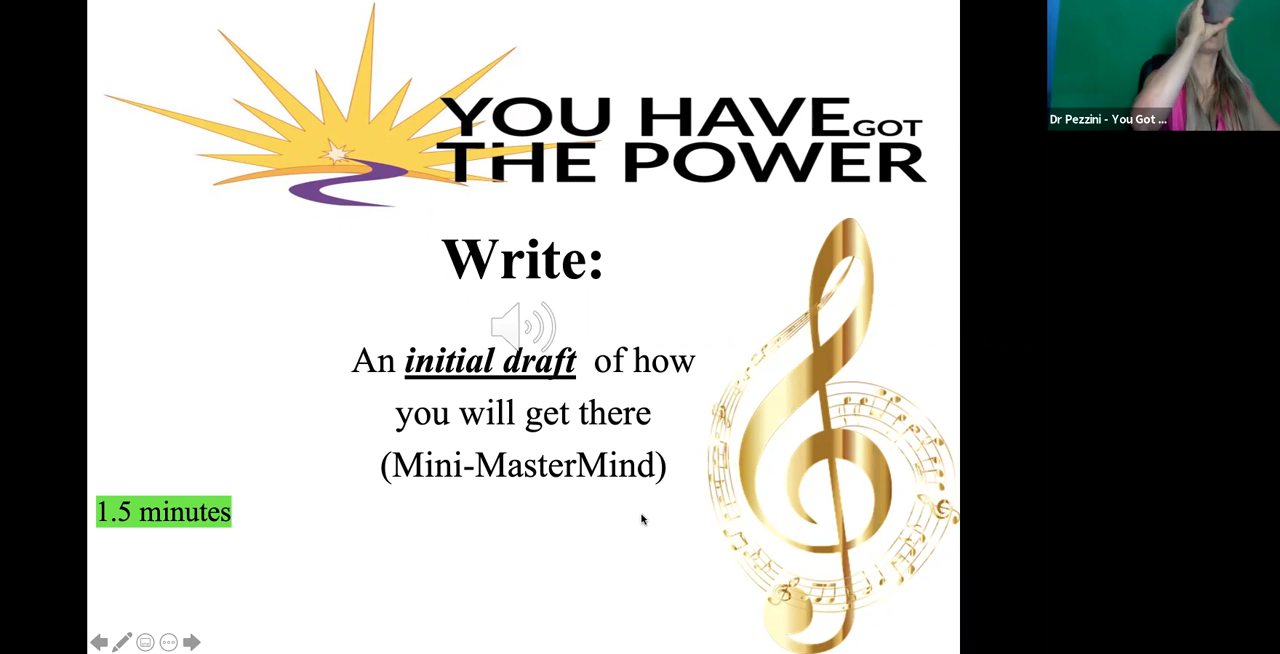 YOU HAVE GOT
THE POWER
Write:
An initial draft of how
you will get there
(Mini-MasterMind)
1.5 minutes
Dr Pezzini - You Got ...